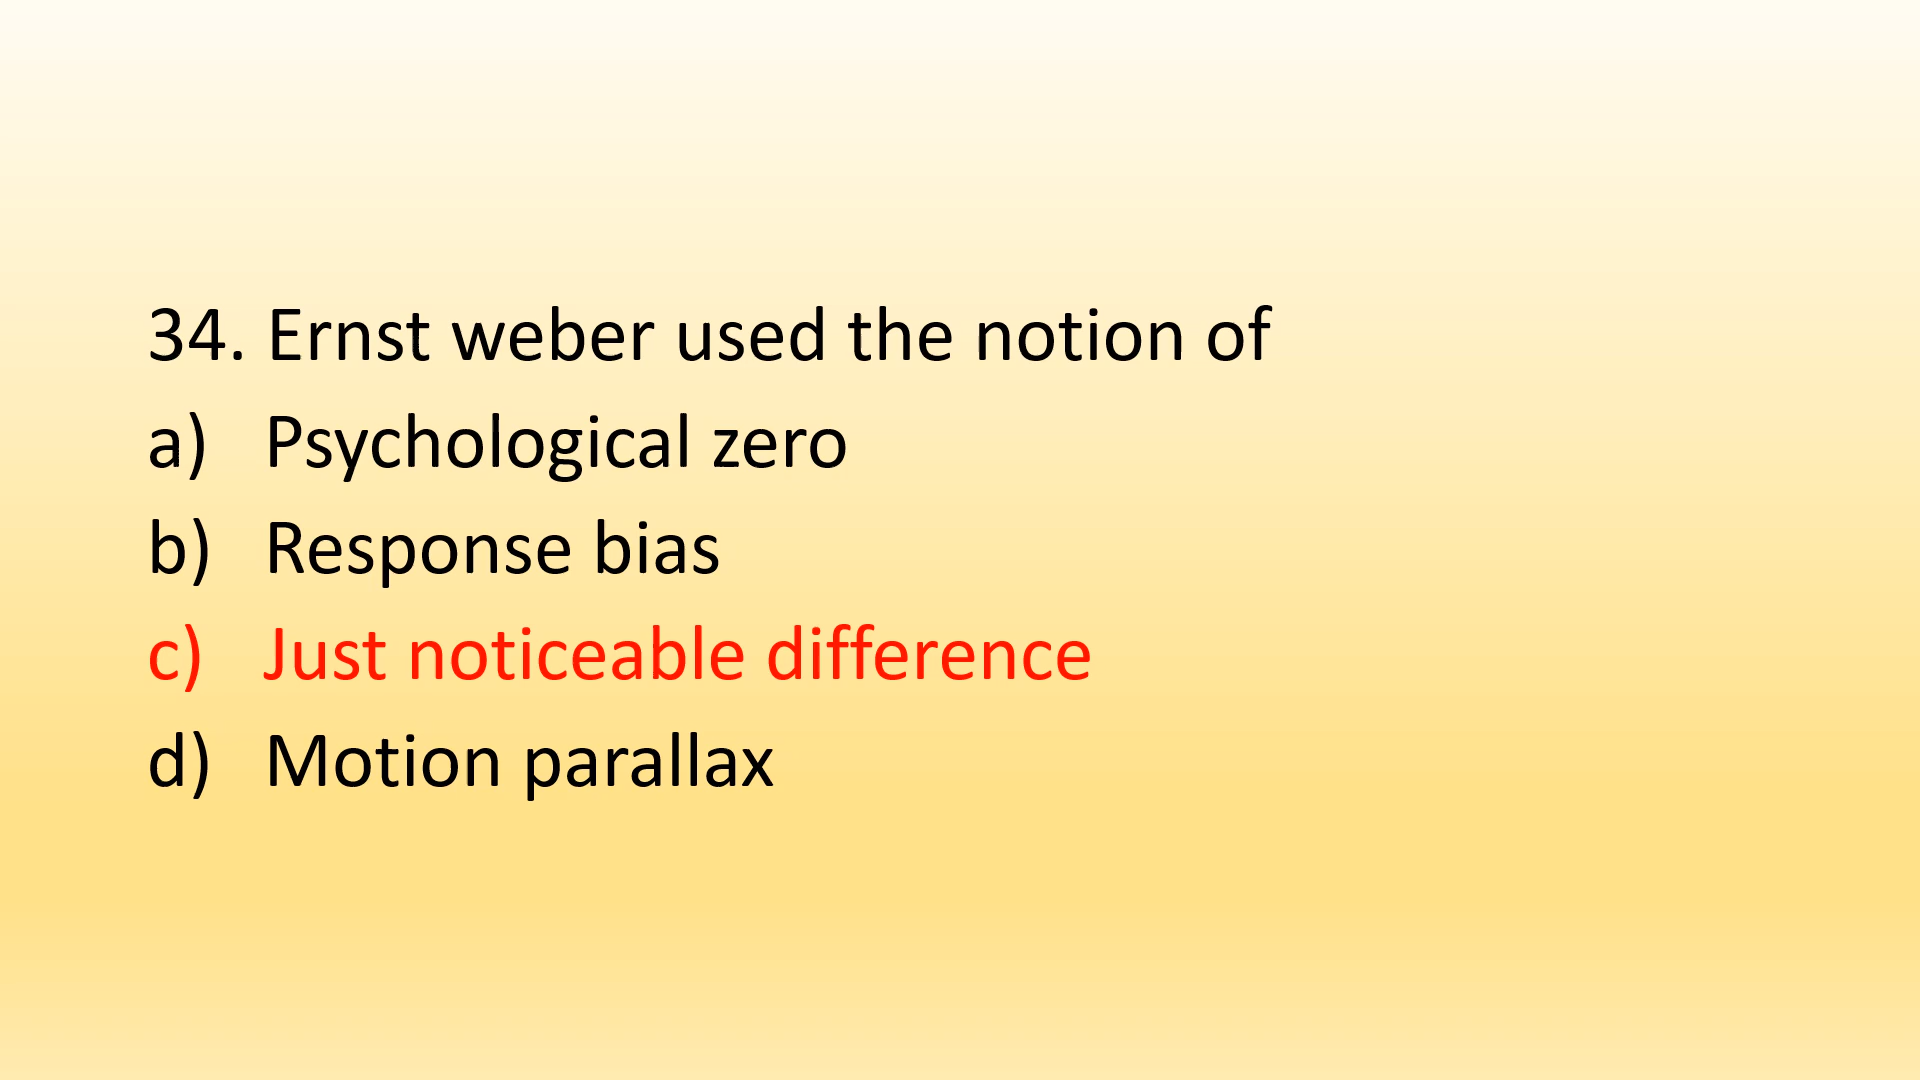 34. Ernst weber used the notion of
a) Psychological zero
b) Response bias
c) Just noticeable difference
d) Motion parallax